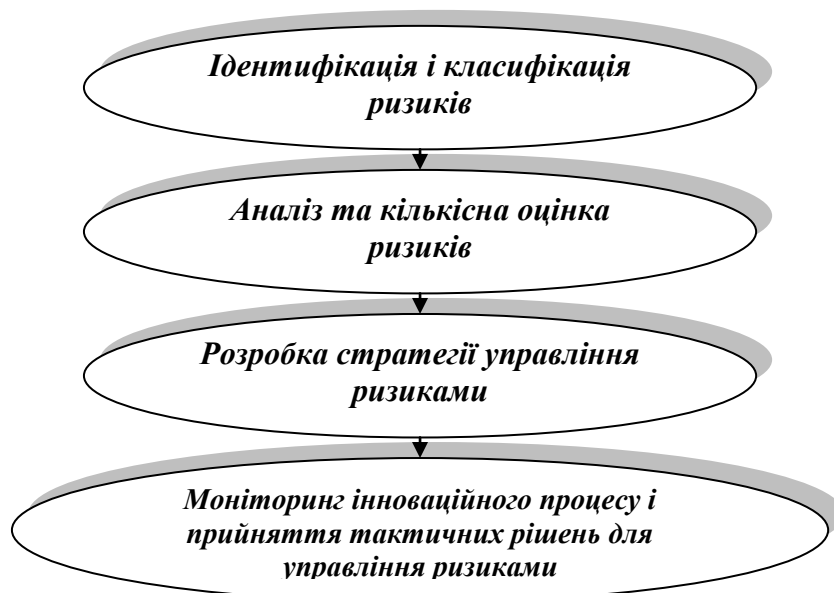 Ідентифікація і класифікація
ризиків
Аналіз та кількісна оцінка
ризиків
Розробка стратегії управління
ризиками
Моніторинг інноваційного процесу і
прийняття тактичних рішень для
управління ризиками